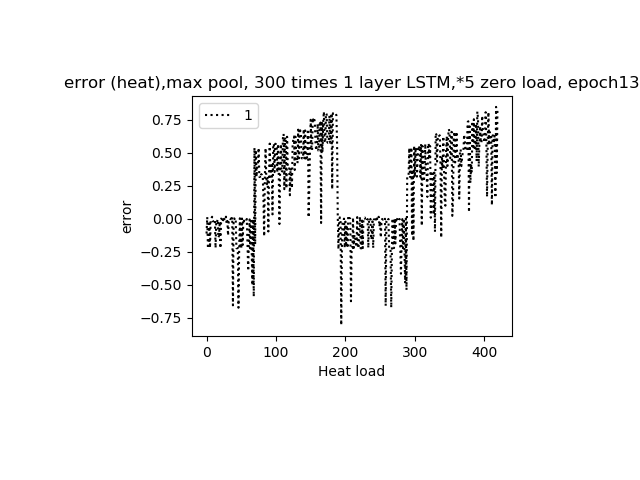 error (heat),max pool, 300 times 1 layer LSTM,*5 zero load, epoch13
1
0.75
0.50
0.25
0.00
−0.25
−0.50
−0.75
error
0 100 200 300 400
Heat load